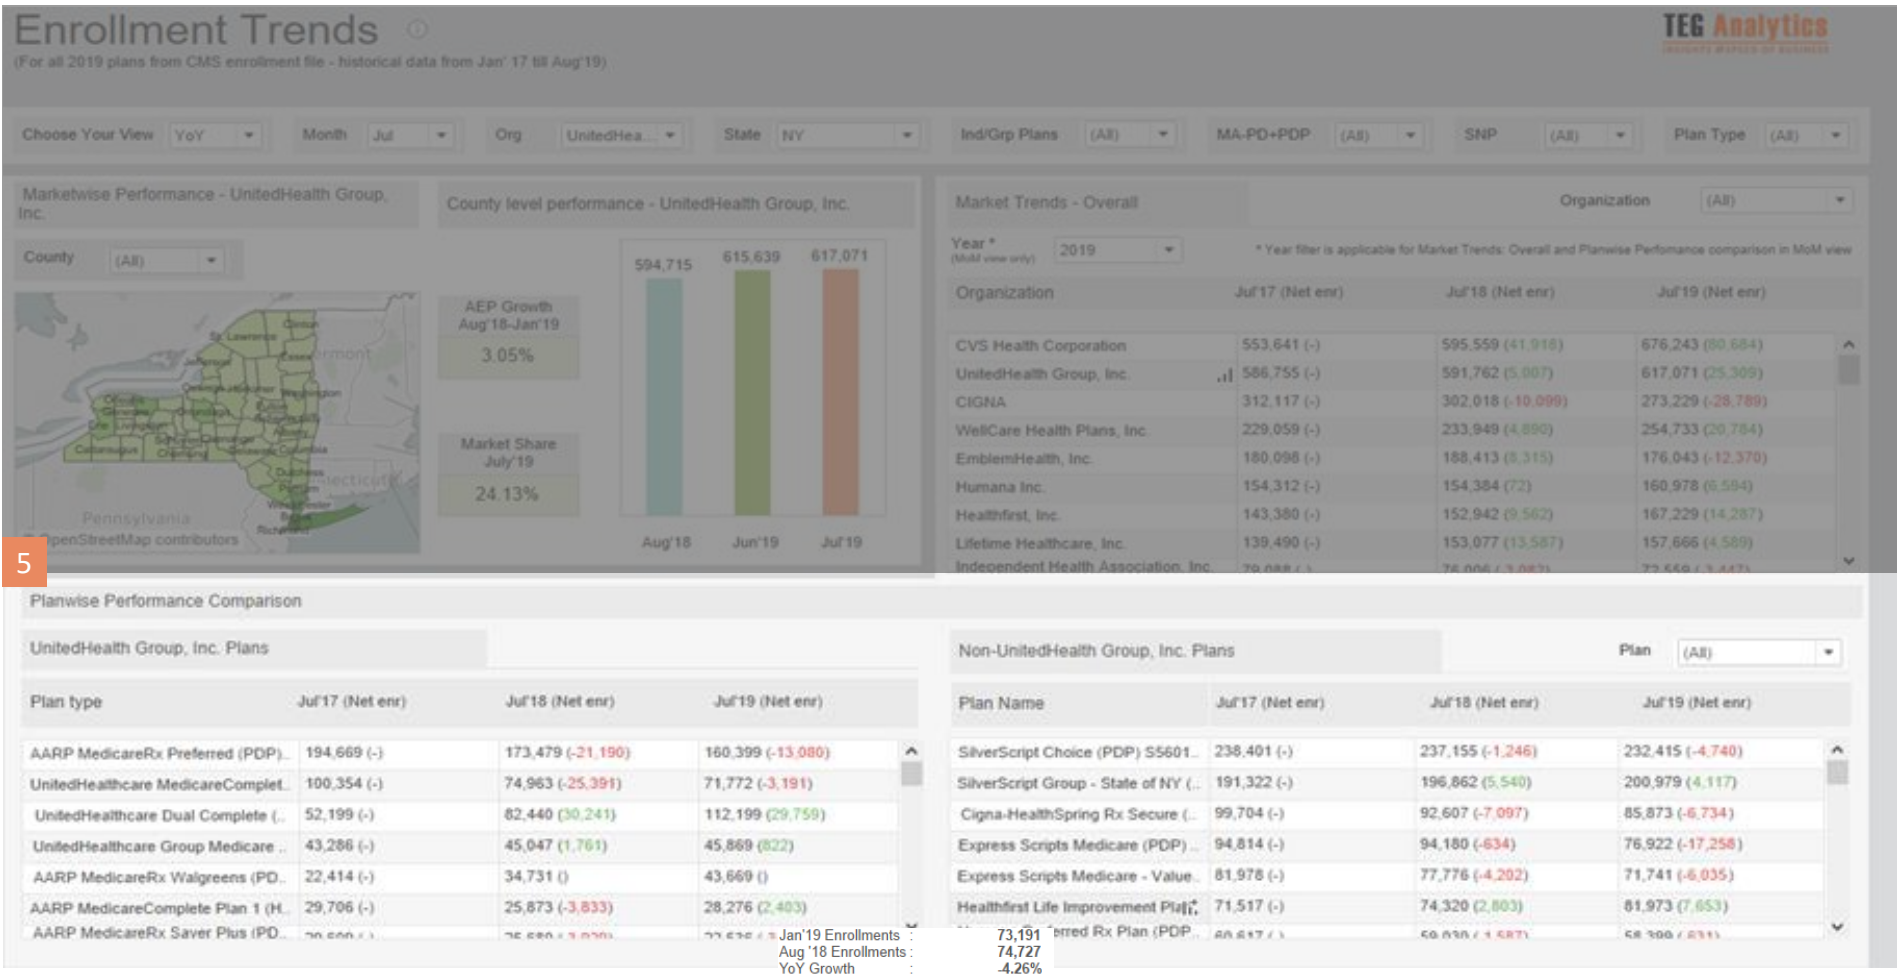 Enrollment Trends
(For all 2019 plans from CMS enrollment file - historical data from Jan' 17 till Aug'19)
TEG Analytics
Choose Your View YoY Month Jul Org UnitedHea... State NY Ind/Grp Plans (All) MA-PD+PDP (All) SNP (All) Plan Type (All)
Marketwise Performance - UnitedHealth Group, Inc.
County (All)
Clinton
St. Lawrence
Vermont
Pennsylvania
OpenStreetMap contributors
County level performance - UnitedHealth Group, Inc.
AEP Growth
Aug'18-Jan'19
3.05%
Market Share
July'19
24.13%
594,715 615,639 617,071
Aug'18 Jun'19 Jul'19
Market Trends - Overall
Organization (All)
Year *
(MoM view only)
2019
* Year filter is applicable for Market Trends: Overall and Planwise Perfomance comparison in MoM view
Organization Jul'17 (Net enr) Jul'18 (Net enr) Jul'19 (Net enr)
CVS Health Corporation 553,641 (-) 595,559 (41,918) 676,243 (80,684)
UnitedHealth Group, Inc. 586,755 (-) 591,762 (5,007) 617,071 (25,309)
CIGNA 312,117 (-) 302,018 (-10,099) 273,229 (-28,789)
WellCare Health Plans, Inc. 229,059 (-) 233,949 (4,890) 254,733 (20,784)
EmblemHealth, Inc. 180,098 (-) 188,413 (8,315) 176,043 (-12,370)
Humana Inc. 154,312 (-) 154,384 (72) 160,978 (6,594)
Healthfirst, Inc. 143,380 (-) 152,942 (9,562) 167,229 (14,287)
Lifetime Healthcare, Inc. 139,490 (-) 153,077 (13,587) 157,666 (4,589)
Independent Health Association, Inc.
5
Planwise Performance Comparison
UnitedHealth Group, Inc. Plans
Plan type Jul'17 (Net enr) Jul'18 (Net enr) Jul'19 (Net enr)
AARP MedicareRx Preferred (PDP).. 194,669 (-) 173,479 (-21,190) 160,399 (-13,080)
UnitedHealthcare MedicareComplet.. 100,354 (-) 74,963 (-25,391) 71,772 (-3,191)
UnitedHealthcare Dual Complete (.. 52,199 (-) 82,440 (30,241) 112,199 (29,759)
UnitedHealthcare Group Medicare .. 43,286 (-) 45,047 (1,761) 45,869 (822)
AARP MedicareRx Walgreens (PD.. 22,414 (-) 34,731 () 43,669 ()
AARP MedicareComplete Plan 1 (H.. 29,706 (-) 25,873 (-3,833) 28,276 (2,403)
AARP MedicareRx Saver Plus (PD..
Non-UnitedHealth Group, Inc. Plans
Plan (All)
Plan Name Jul'17 (Net enr) Jul'18 (Net enr) Jul'19 (Net enr)
SilverScript Choice (PDP) S5601.. 238,401 (-) 237,155 (-1,246) 232,415 (-4,740)
SilverScript Group - State of NY (.. 191,322 (-) 196,862 (5,540) 200,979 (4,117)
Cigna-HealthSpring Rx Secure (.. 99,704 (-) 92,607 (-7,097) 85,873 (-6,734)
Express Scripts Medicare (PDP) .. 94,814 (-) 94,180 (-634) 76,922 (-17,258)
Express Scripts Medicare - Value.. 81,978 (-) 77,776 (-4,202) 71,741 (-6,035)
Healthfirst Life Improvement 71,517 (-) 74,320 (2,803) 81,973 (7,653)
erred Rx Plan (PDP..
Jan'19 Enrollments : 73,191
Aug '18 Enrollments : 74,727
YoY Growth : -4.26%